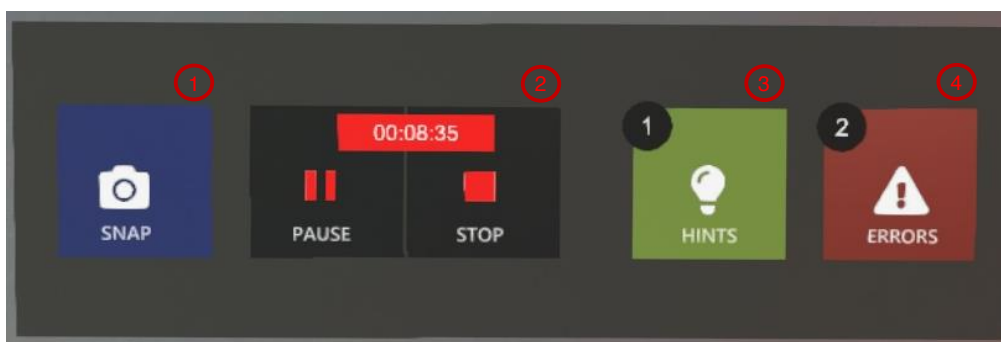 1
2
3
4
00:08:35
1
2
SNAP
PAUSE
STOP
HINTS
ERRORS